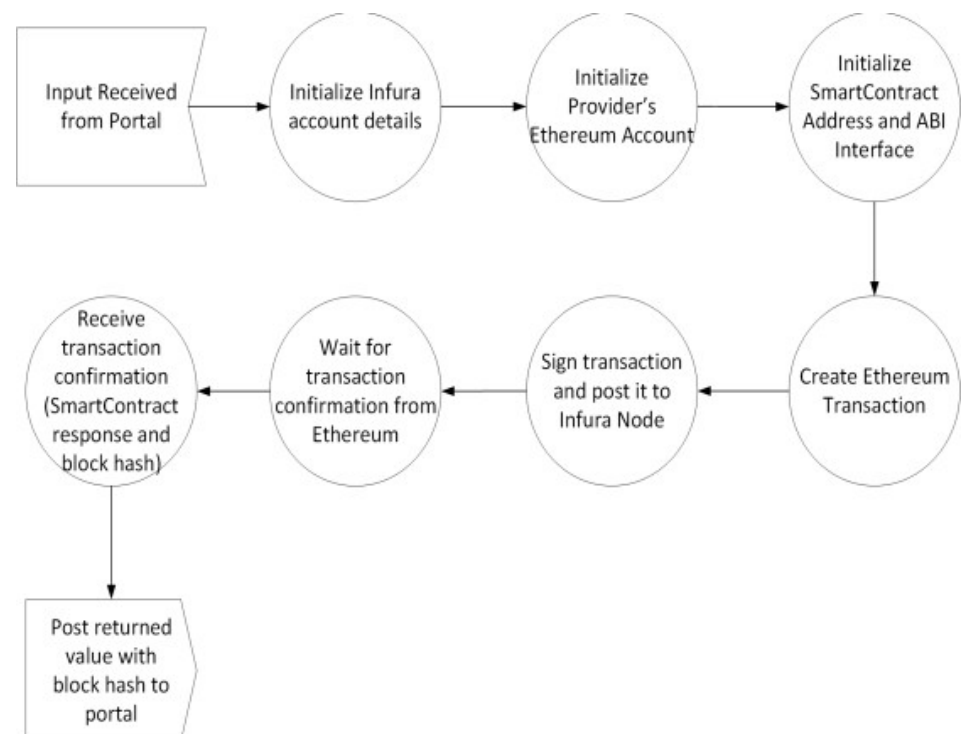 Input Received
from Portal
Initialize Infura
account details
Initialize
Provider's
Ethereum Account
Initialize
SmartContract
Address and ABI
Interface
Create Ethereum
Transaction
Sign transaction
and post it to
Infura Node
Wait for
transaction
confirmation from
Ethereum
Receive
transaction
confirmation
(SmartContract
response and
block hash)
Post returned
value with
block hash to
portal